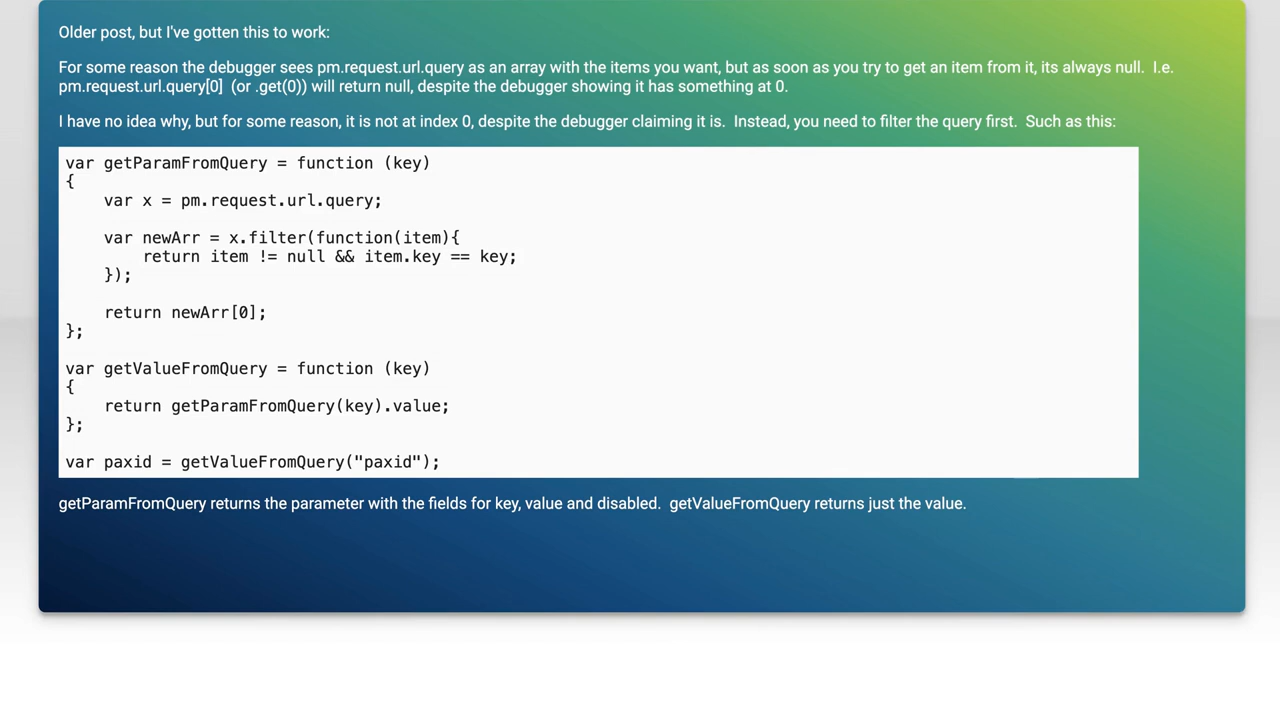 Older post, but I've gotten this to work:
For some reason the debugger sees pm.request.url.query as an array with the items you want, but as soon as you try to get an item from it, its always null.  I.e.
pm.request.url.query[0]  (or .get(0)) will return null, despite the debugger showing it has something at 0.
I have no idea why, but for some reason, it is not at index 0, despite the debugger claiming it is.  Instead, you need to filter the query first.  Such as this:
var getParamFromQuery = function (key)
{
    var x = pm.request.url.query;
    var newArr = x.filter(function(item){
        return item != null && item.key == key;
    });
    return newArr[0];
};
var getValueFromQuery = function (key)
{
    return getParamFromQuery(key).value;
};
var paxid = getValueFromQuery("paxid");
getParamFromQuery returns the parameter with the fields for key, value and disabled.  getValueFromQuery returns just the value.